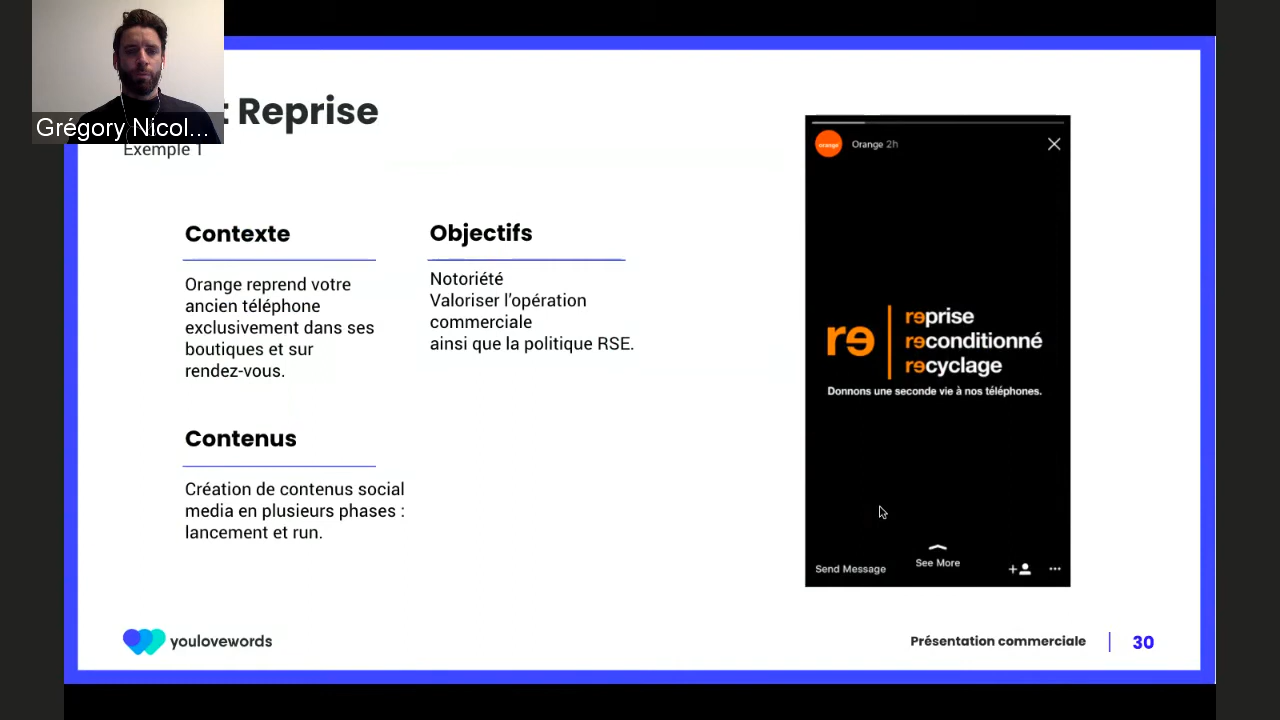 Grégory Nicol...
Reprise
Exemple 1
Contexte
Orange reprend votre
ancien téléphone
exclusivement dans ses
boutiques et sur
rendez-vous.
Objectifs
Notoriété
Valoriser l’opération
commerciale
ainsi que la politique RSE.
Contenus
Création de contenus social
media en plusieurs phases :
lancement et run.
orange
Orange 2h
re
reprise
reconditionné
recyclage
Donnons une seconde vie à nos téléphones.
Send Message
See More
youlovewords
Présentation commerciale
30